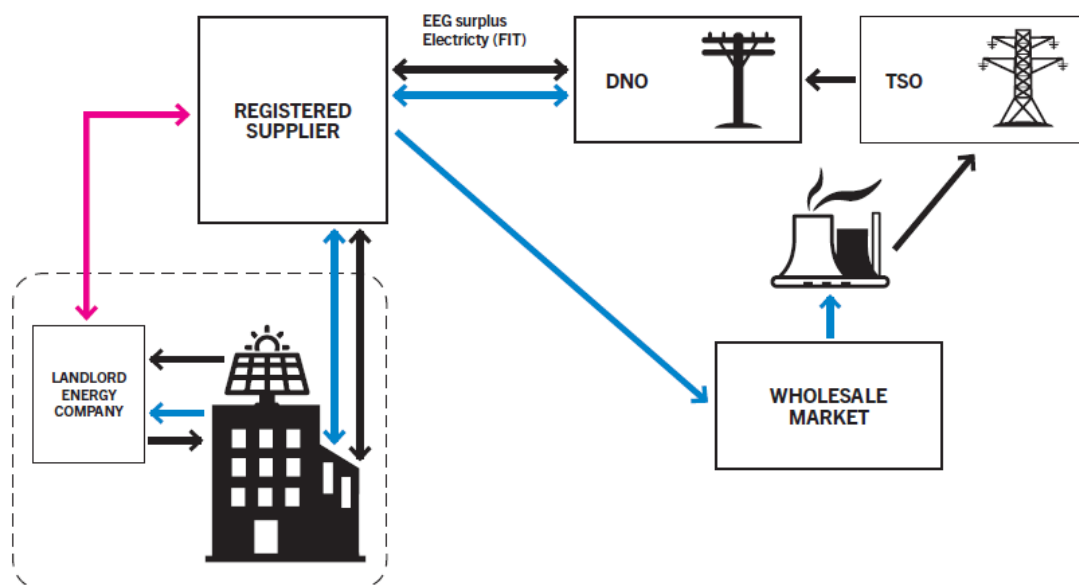 EEG surplus
Electricty (FIT)
REGISTERED
SUPPLIER
DNO
TSO
LANDLORD
ENERGY
COMPANY
WHOLESALE
MARKET